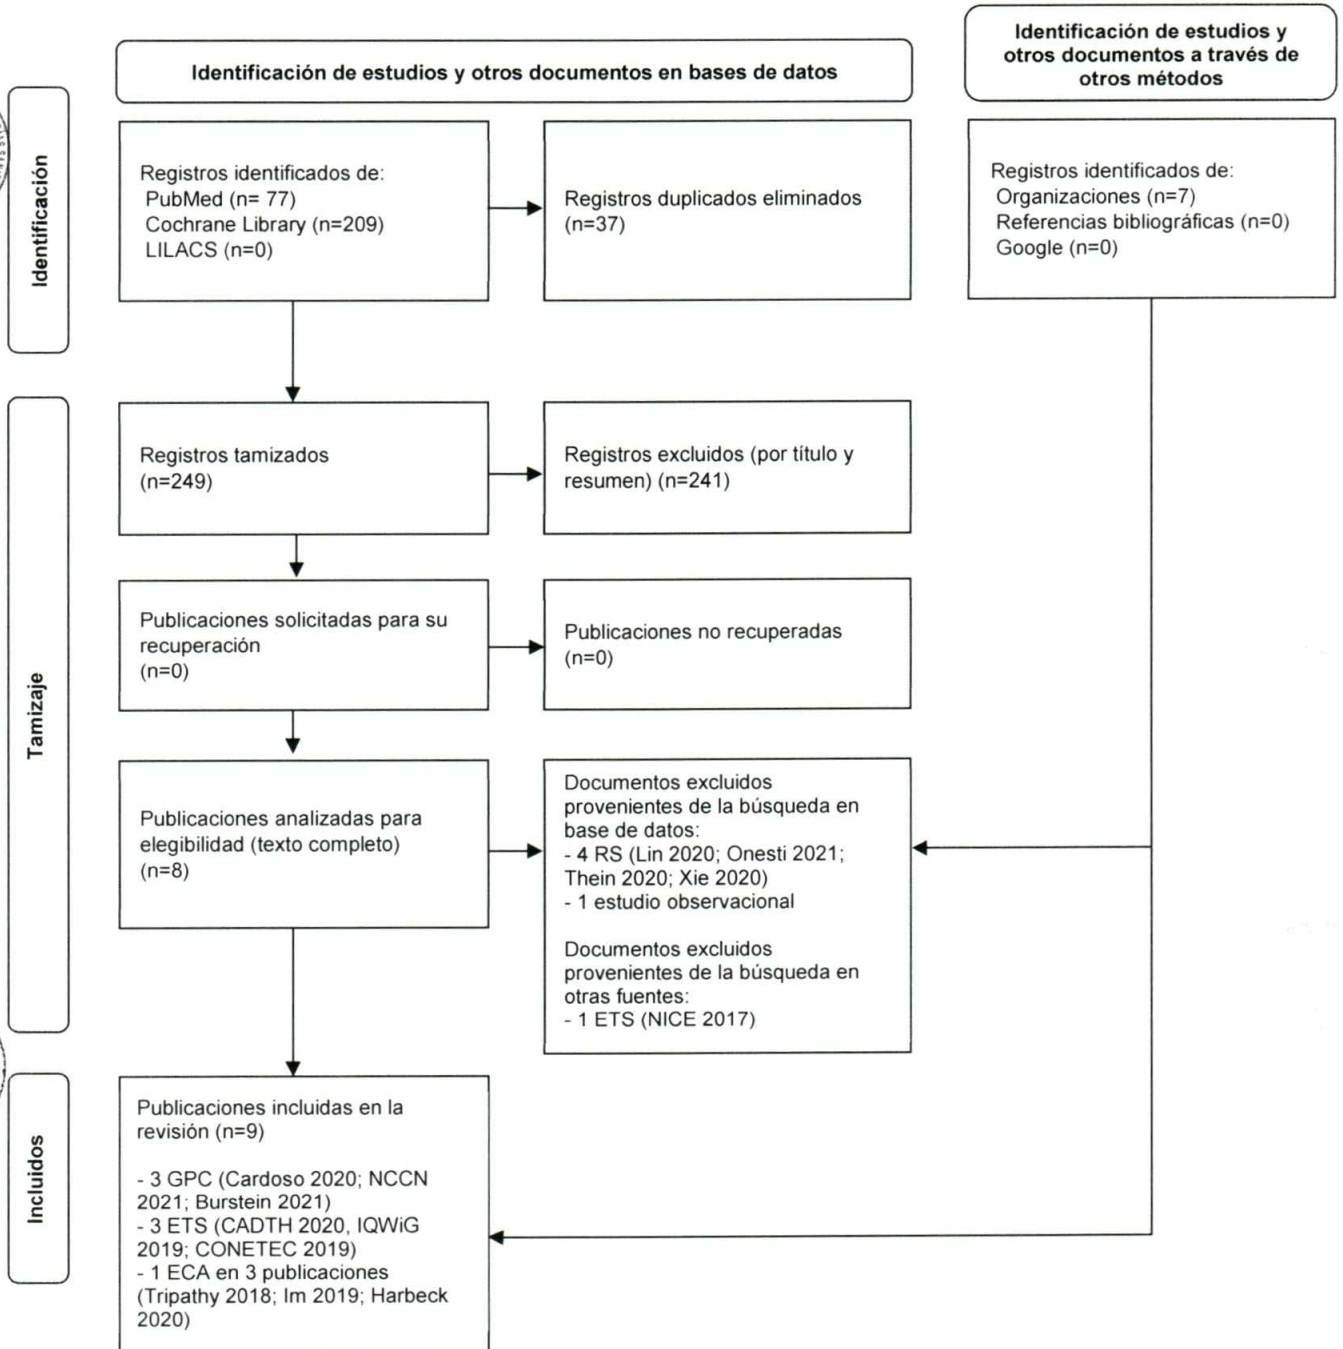 Identificación de estudios y otros documentos en bases de datos
Identificación de estudios y
otros documentos a través de
otros métodos
Identificación
Registros identificados de:
PubMed (n= 77)
Cochrane Library (n=209)
LILACS (n=0)
Registros duplicados eliminados
(n=37)
Registros identificados de:
Organizaciones (n=7)
Referencias bibliográficas (n=0)
Google (n=0)
Tamizaje
Registros tamizados
(n=249)
Registros excluidos (por título y
resumen) (n=241)
Publicaciones solicitadas para su
recuperación
(n=0)
Publicaciones no recuperadas
(n=0)
Publicaciones analizadas para
elegibilidad (texto completo)
(n=8)
Documentos excluidos
provenientes de la búsqueda en
base de datos:
- 4 RS (Lin 2020; Onesti 2021;
Thein 2020; Xie 2020)
- 1 estudio observacional
Documentos excluidos
provenientes de la búsqueda en
otras fuentes:
- 1 ETS (NICE 2017)
Incluidos
Publicaciones incluidas en la
revisión (n=9)
- 3 GPC (Cardoso 2020; NCCN
2021; Burstein 2021)
- 3 ETS (CADTH 2020, IQWiG
2019; CONETEC 2019)
- 1 ECA en 3 publicaciones
(Tripathy 2018; Im 2019; Harbeck
2020)